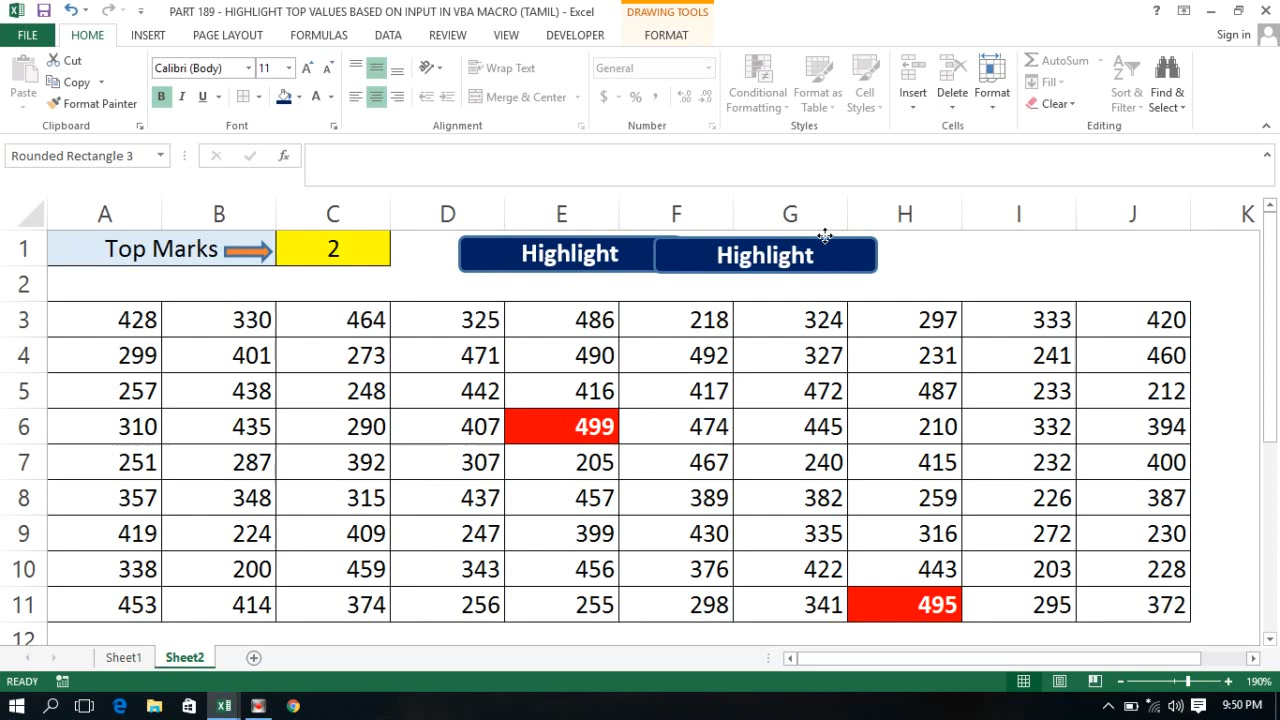 PART 189 - HIGHLIGHT TOP VALUES BASED ON INPUT IN VBA MACRO (TAMIL) - Excel
DRAWING TOOLS
?
FILE HOME INSERT PAGE LAYOUT FORMULAS DATA REVIEW VIEW DEVELOPER FORMAT Sign in
Paste
Cut
Copy
Format Painter
Clipboard
Calibri (Body) 11
B I U
Font
Wrap Text
Merge & Center
Alignment
General
$ % ,
Number
Conditional Formatting
Format as Table
Cell Styles
Styles
Insert Delete Format
Cells
AutoSum
Fill
Clear
Sort & Filter
Find & Select
Editing
Rounded Rectangle 3
fx
A B C D E F G H I J K
1 Top Marks 2 Highlight Highlight
2
3 428 330 464 325 486 218 324 297 333 420
4 299 401 273 471 490 492 327 231 241 460
5 257 438 248 442 416 417 472 487 233 212
6 310 435 290 407 499 474 445 210 332 394
7 251 287 392 307 205 467 240 415 232 400
8 357 348 315 437 457 389 382 259 226 387
9 419 224 409 247 399 430 335 316 272 230
10 338 200 459 343 456 376 422 443 203 228
11 453 414 374 256 255 298 341 495 295 372
12
Sheet1 Sheet2
READY
190%
9:50 PM